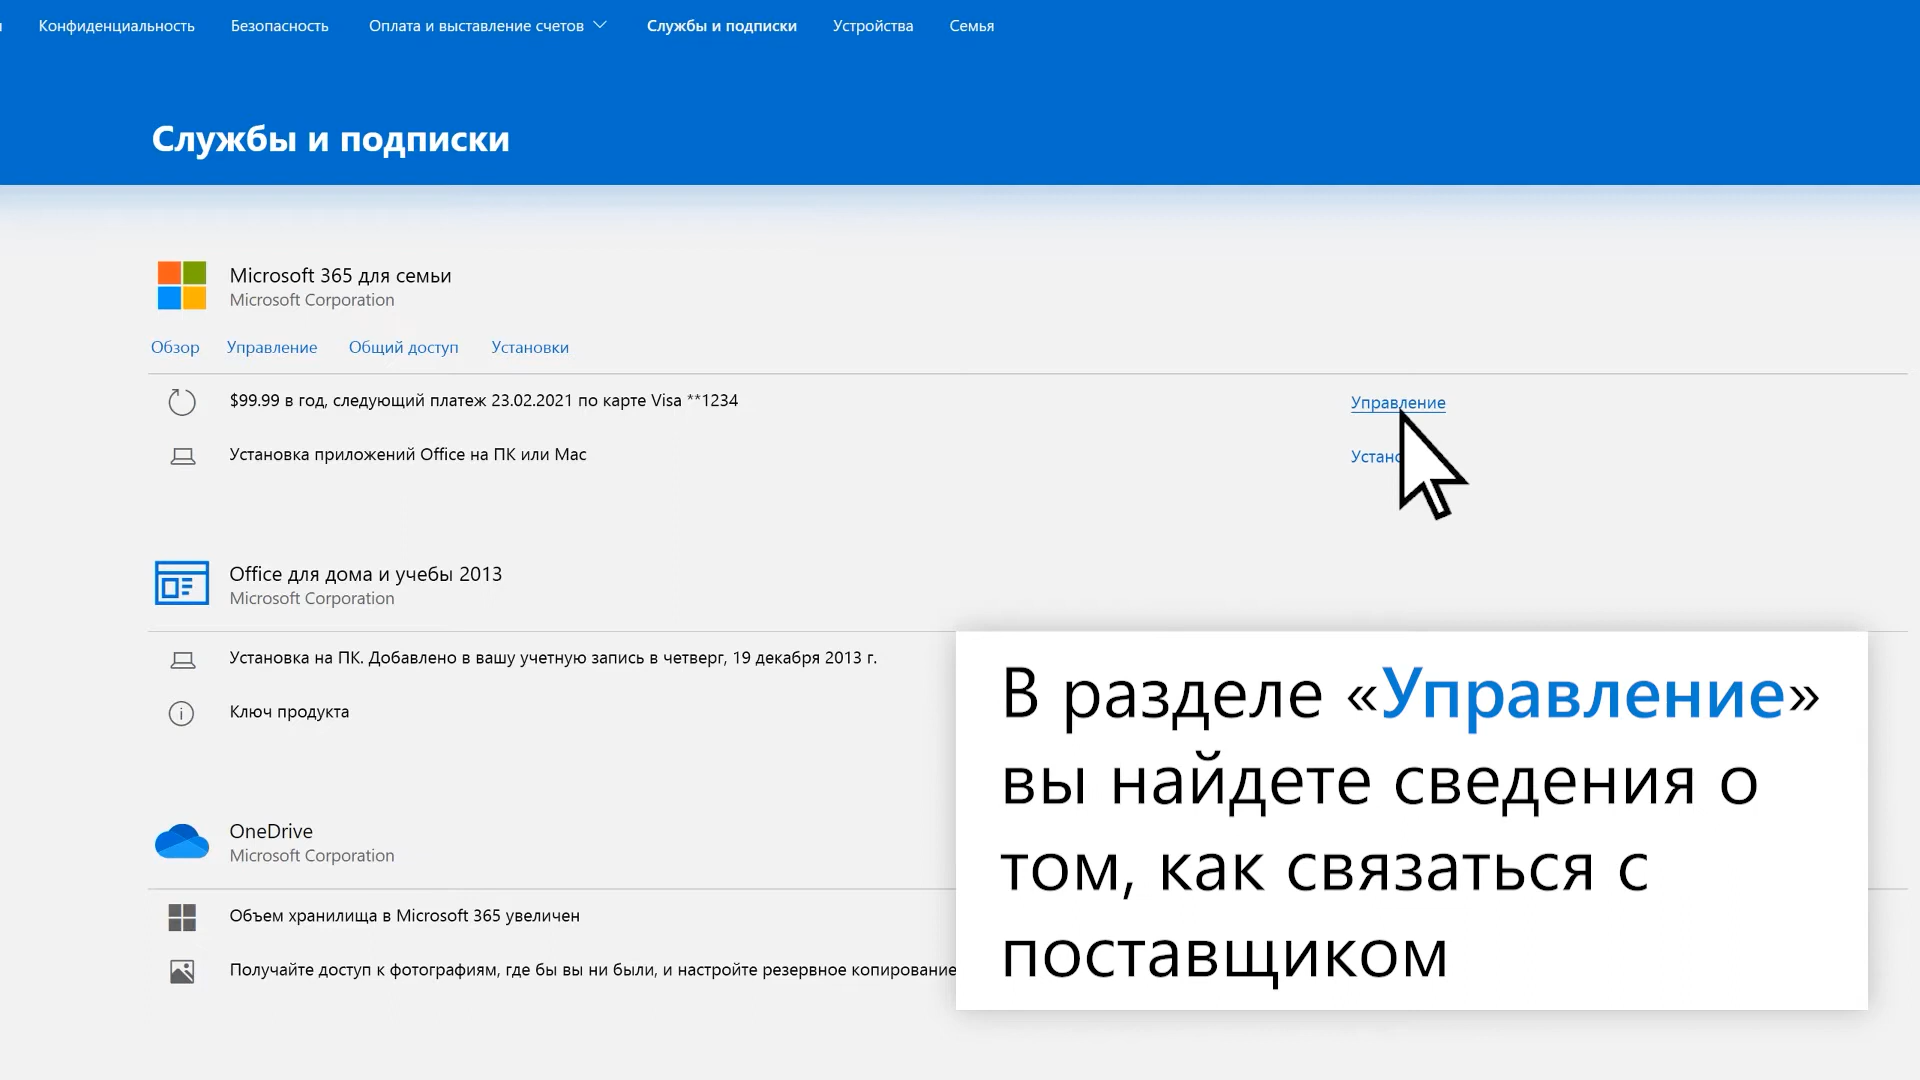 Конфиденциальность Безопасность Оплата и выставление счетов Службы и подписки Устройства Семья
Службы и подписки
Microsoft 365 для семьи
Microsoft Corporation
Обзор Управление Общий доступ Установки
$99.99 в год, следующий платеж 23.02.2021 по карте Visa **1234 Управление
Установка приложений Office на ПК или Mac
Office для дома и учебы 2013
Microsoft Corporation
Установка на ПК. Добавлено в вашу учетную запись в четверг, 19 декабря 2013 г.
Ключ продукта
OneDrive
Microsoft Corporation
Объем хранилища в Microsoft 365 увеличен
Получайте доступ к фотографиям, где бы вы ни были, и настройте резервное копирование
В разделе «Управление»
вы найдете сведения о
том, как связаться с
поставщиком